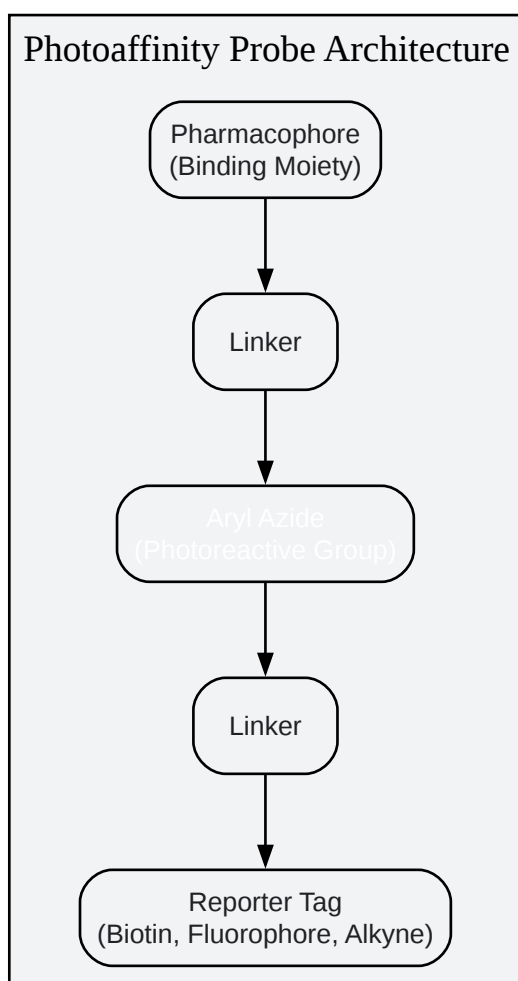 Photoaffinity Probe Architecture
Pharmacophore
(Binding Moiety)
Linker
Aryl Azide
(Photoreactive Group)
Linker
Reporter Tag
(Biotin, Fluorophore, Alkyne)